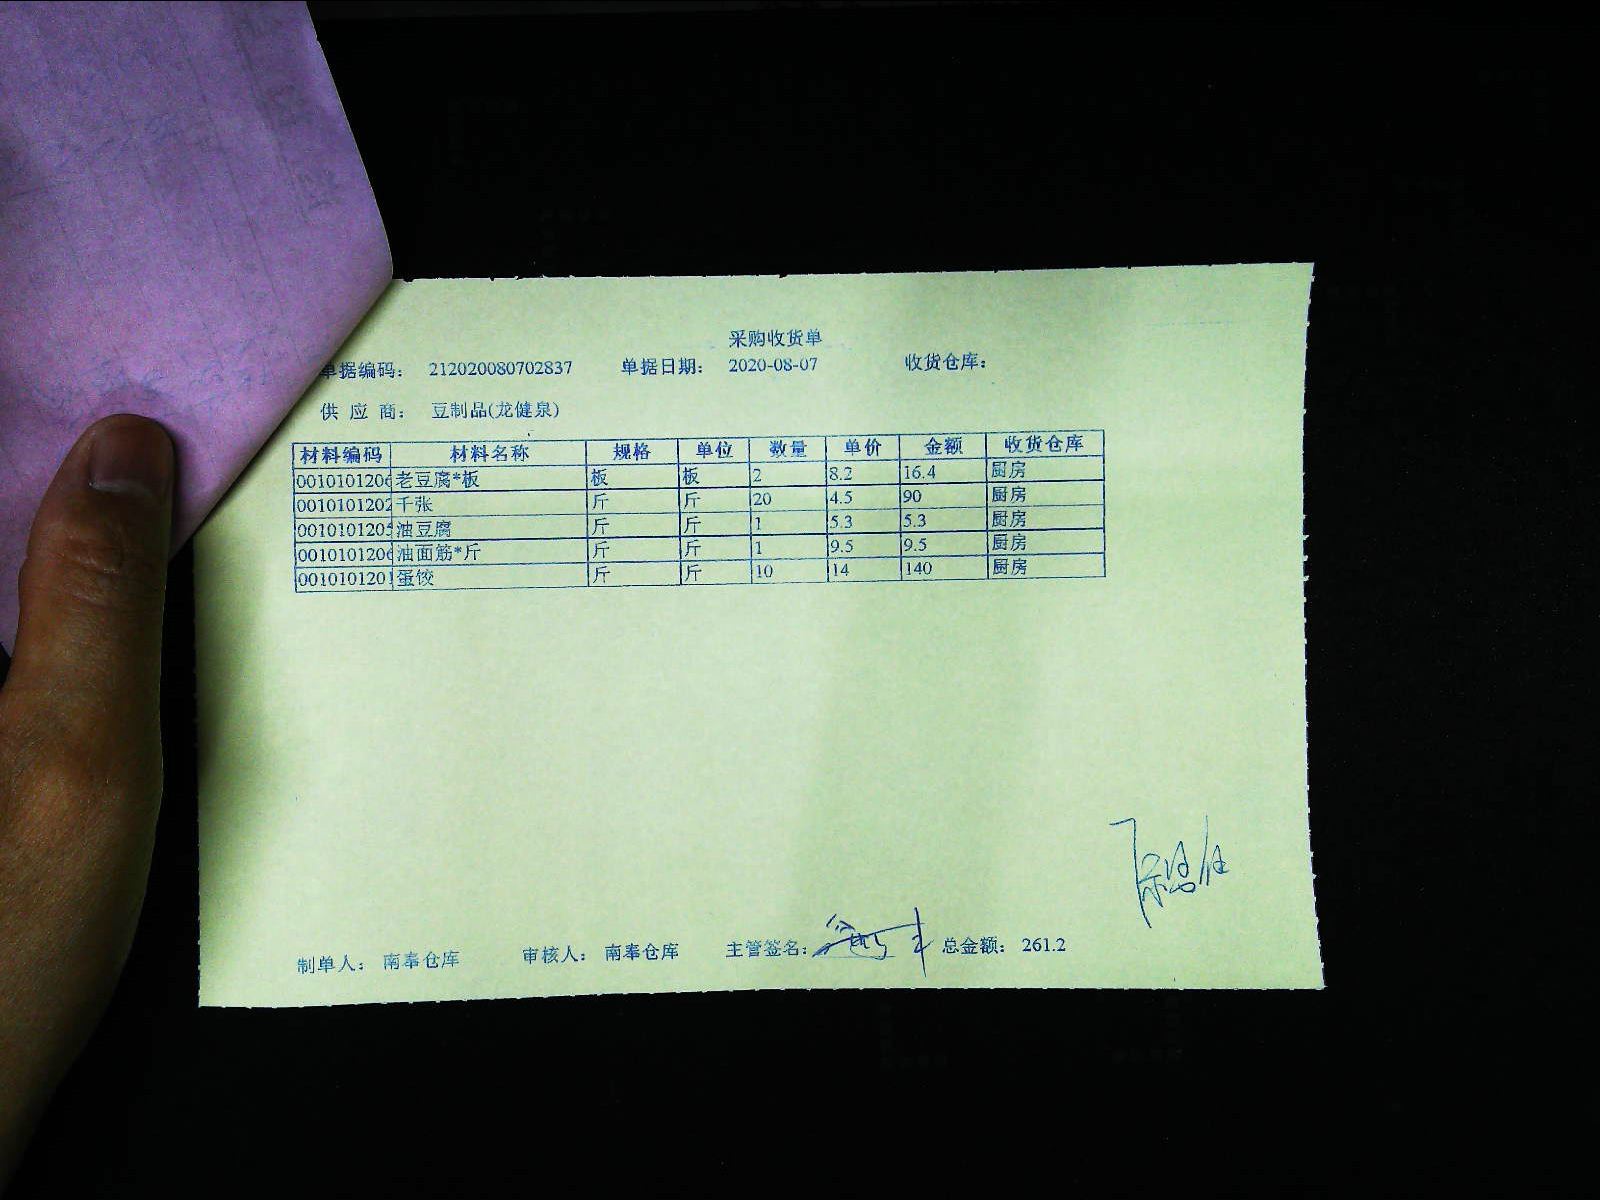 采购收货单
单据编码： 212020080702837 单据日期： 2020-08-07 收货仓库：
供 应 商： 豆制品(龙健泉)
材料编码 材料名称 规格 单位 数量 单价 金额 收货仓库
0010101206 老豆腐*板 板 板 2 8.2 16.4 厨房
0010101202 千张 斤 斤 20 4.5 90 厨房
0010101205 油豆腐 斤 斤 1 5.3 5.3 厨房
0010101206 油面筋*斤 斤 斤 1 9.5 9.5 厨房
0010101201 蛋饺 斤 斤 10 14 140 厨房
制单人： 南奉仓库 审核人： 南奉仓库 主管签名： 总金额： 261.2